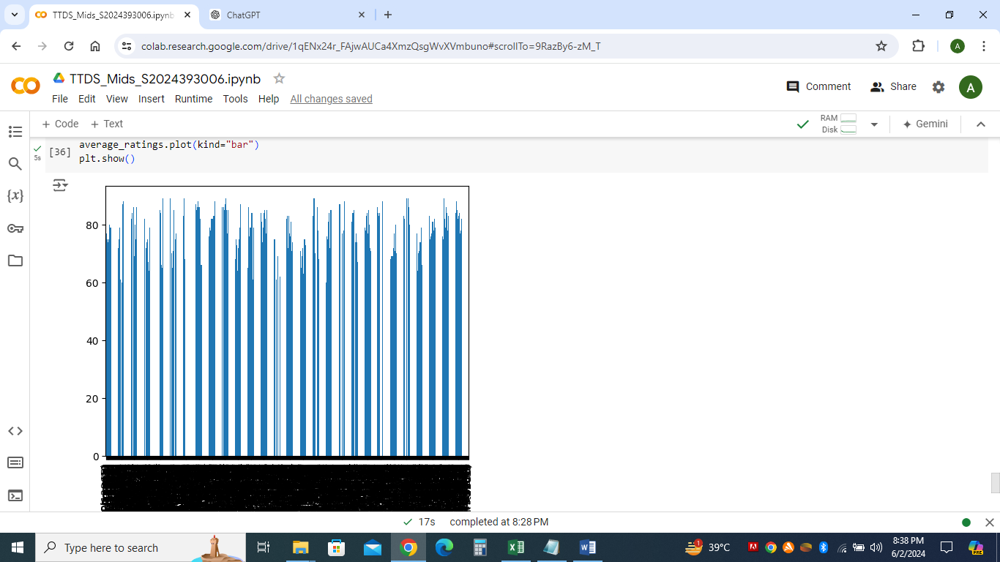 TTDS_Mids_S2024393006.ipynb
ChatGPT
colab.research.google.com/drive/1qENx24r_FAjwAUCa4XmzQsgWvXVmbuno#scrollTo=9RazBy6-zM_T
A
TTDS_Mids_S2024393006.ipynb
Comment
Share
A
File Edit View Insert Runtime Tools Help All changes saved
+ Code + Text
RAM
Disk
Gemini
5s
[36]
average_ratings.plot(kind="bar")
plt.show()
{x}
80
60
40
20
0
17s completed at 8:28 PM
Type here to search
1
39°C
8:38 PM
6/2/2024
PRE